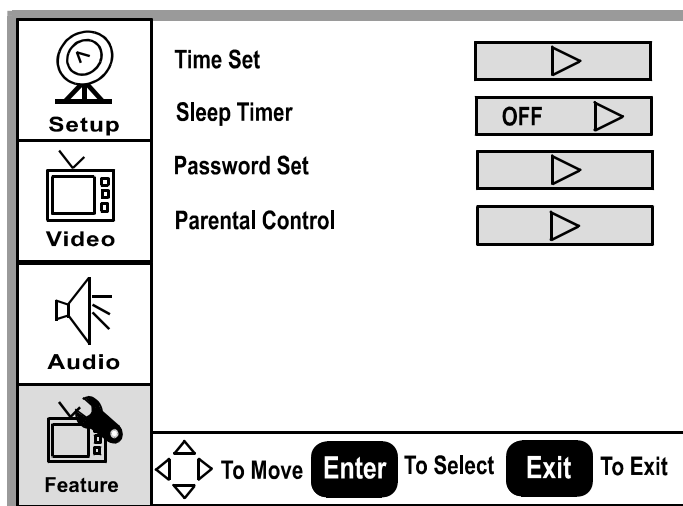 Setup
Video
Audio
Feature
Time Set
Sleep Timer OFF
Password Set
Parental Control
To Move Enter To Select Exit To Exit